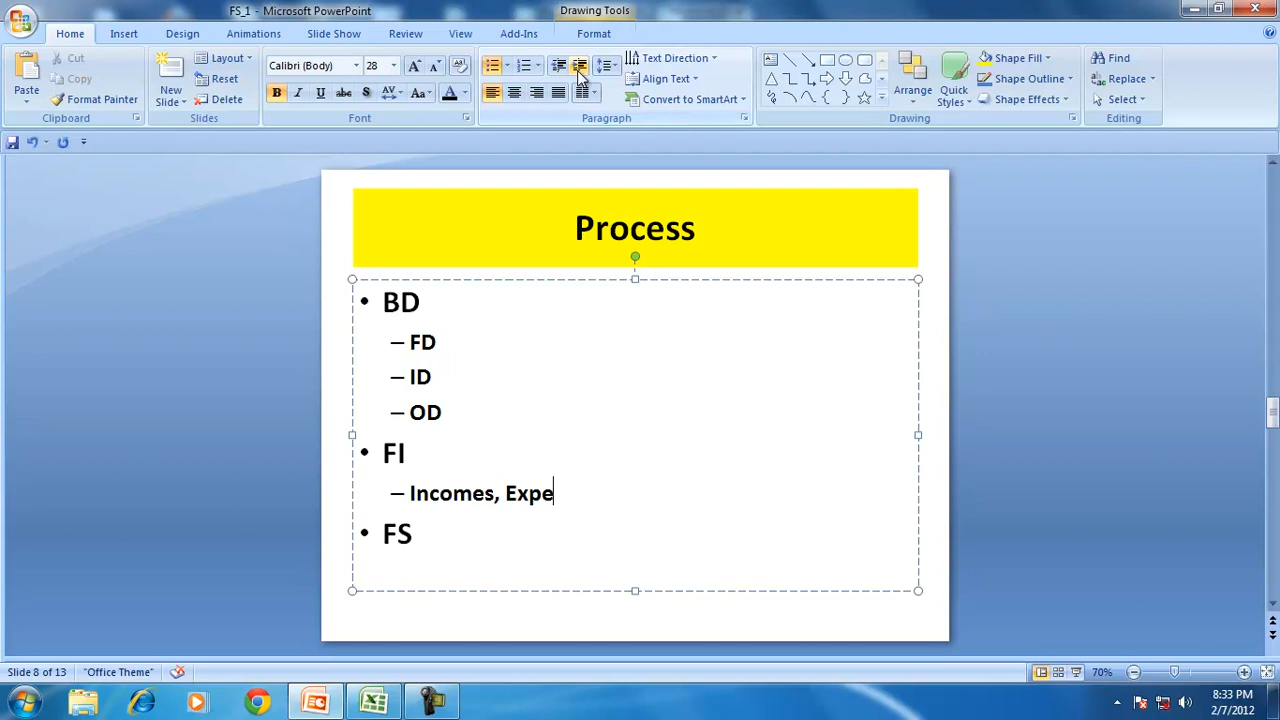 FS_1 - Microsoft PowerPoint
Drawing Tools
Home Insert Design Animations Slide Show Review View Add-Ins Format
Paste
Cut
Copy
Format Painter
Clipboard
New Slide
Layout
Reset
Delete
Slides
Calibri (Body) 28
B I U abc S AV Aa A
Font
Text Direction
Align Text
Convert to SmartArt
Paragraph
Arrange
Quick Styles
Shape Fill
Shape Outline
Shape Effects
Drawing
Find
Replace
Select
Editing
Process
• BD
– FD
– ID
– OD
• FI
– Incomes, Expe
• FS
Slide 8 of 13 "Office Theme" 70%
8:33 PM
2/7/2012